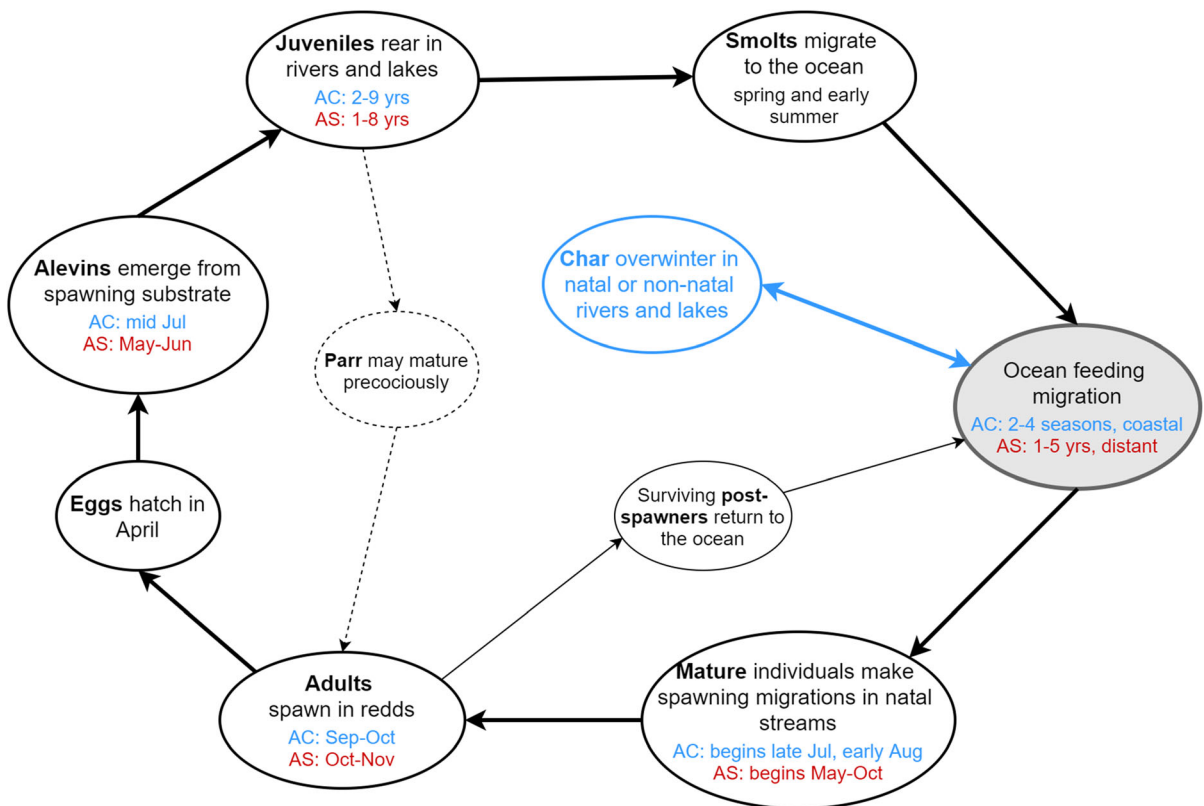 Juveniles rear in
rivers and lakes
AC: 2-9 yrs
AS: 1-8 yrs
Smolts migrate
to the ocean
spring and early
summer
Alevins emerge from
spawning substrate
AC: mid Jul
AS: May-Jun
Char overwinter in
natal or non-natal
rivers and lakes
Parr may mature
precociously
Ocean feeding
migration
AC: 2-4 seasons, coastal
AS: 1-5 yrs, distant
Eggs hatch in
April
Surviving post-
spawners return to
the ocean
Adults
spawn in redds
AC: Sep-Oct
AS: Oct-Nov
Mature individuals make
spawning migrations in natal
streams
AC: begins late Jul, early Aug
AS: begins May-Oct